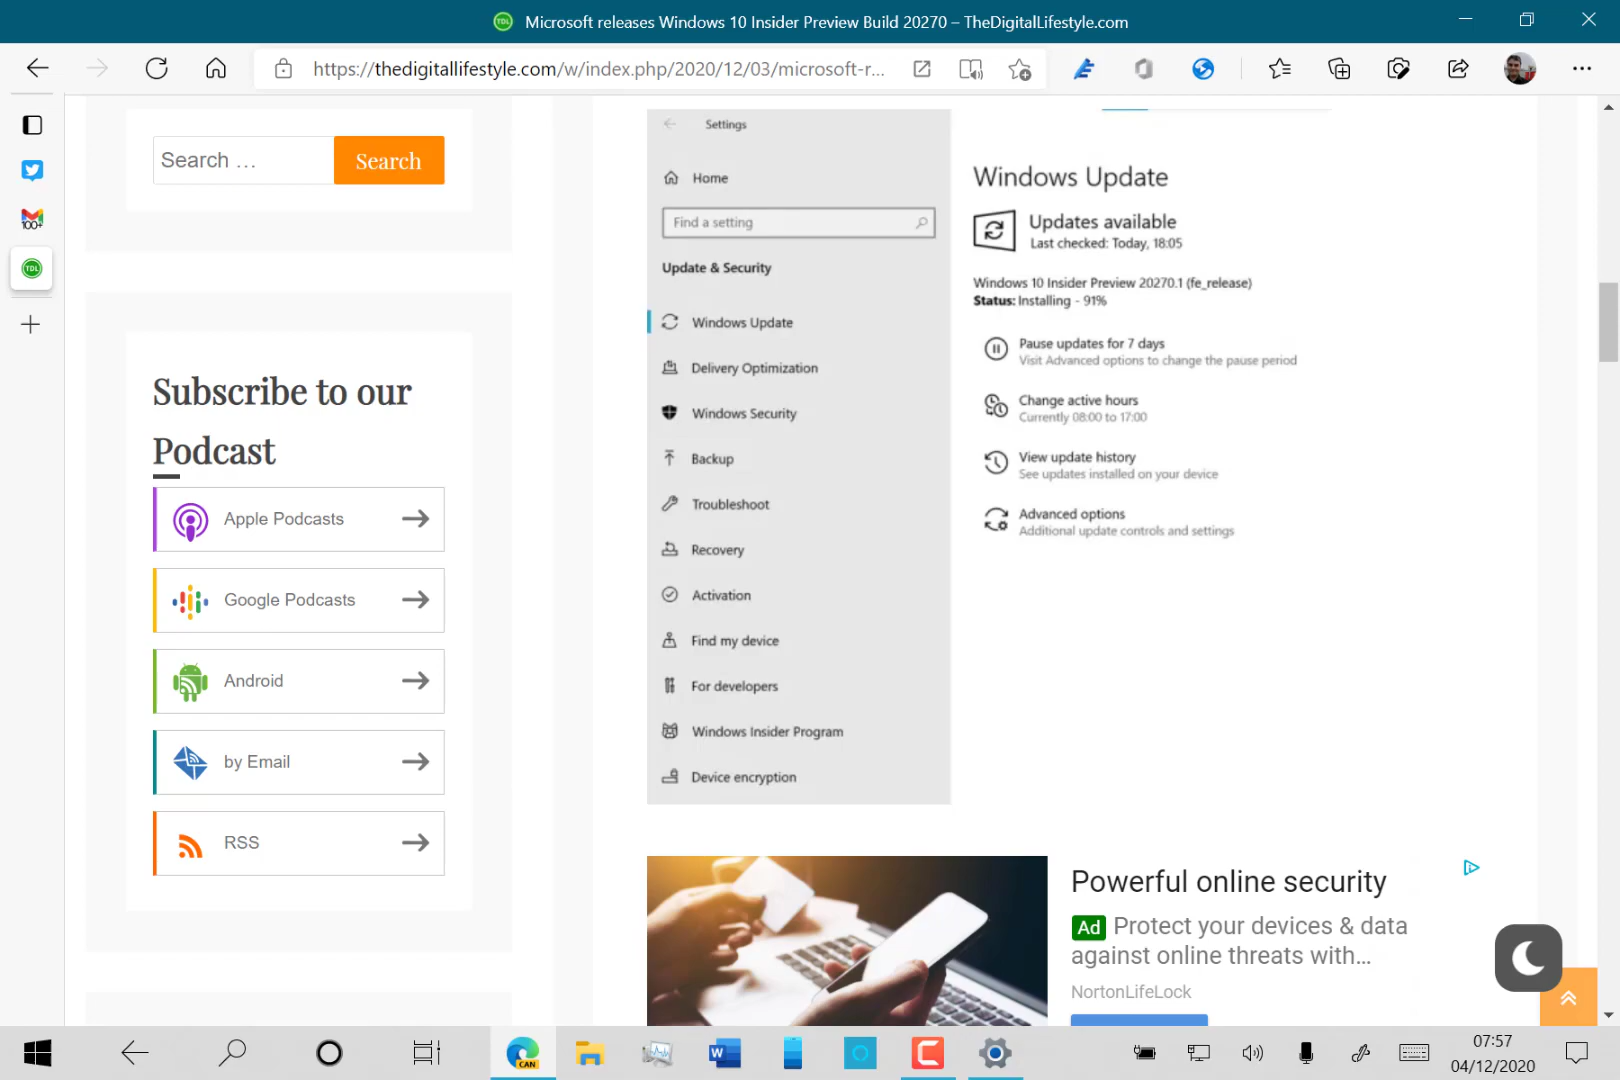 TDL Microsoft releases Windows 10 Insider Preview Build 20270 – TheDigitalLifestyle.com
https://thedigitallifestyle.com/w/index.php/2020/12/03/microsoft-r...
100+
TDL
Search …
Search
Subscribe to our
Podcast
Apple Podcasts
Google Podcasts
Android
by Email
RSS
Settings
Home
Find a setting
Update & Security
Windows Update
Delivery Optimization
Windows Security
Backup
Troubleshoot
Recovery
Activation
Find my device
For developers
Windows Insider Program
Device encryption
Windows Update
Updates available
Last checked: Today, 18:05
Windows 10 Insider Preview 20270.1 (fe_release)
Status: Installing - 91%
Pause updates for 7 days
Visit Advanced options to change the pause period
Change active hours
Currently 08:00 to 17:00
View update history
See updates installed on your device
Advanced options
Additional update controls and settings
Powerful online security
Ad Protect your devices & data
against online threats with...
NortonLifeLock
CAN
W
07:57
04/12/2020